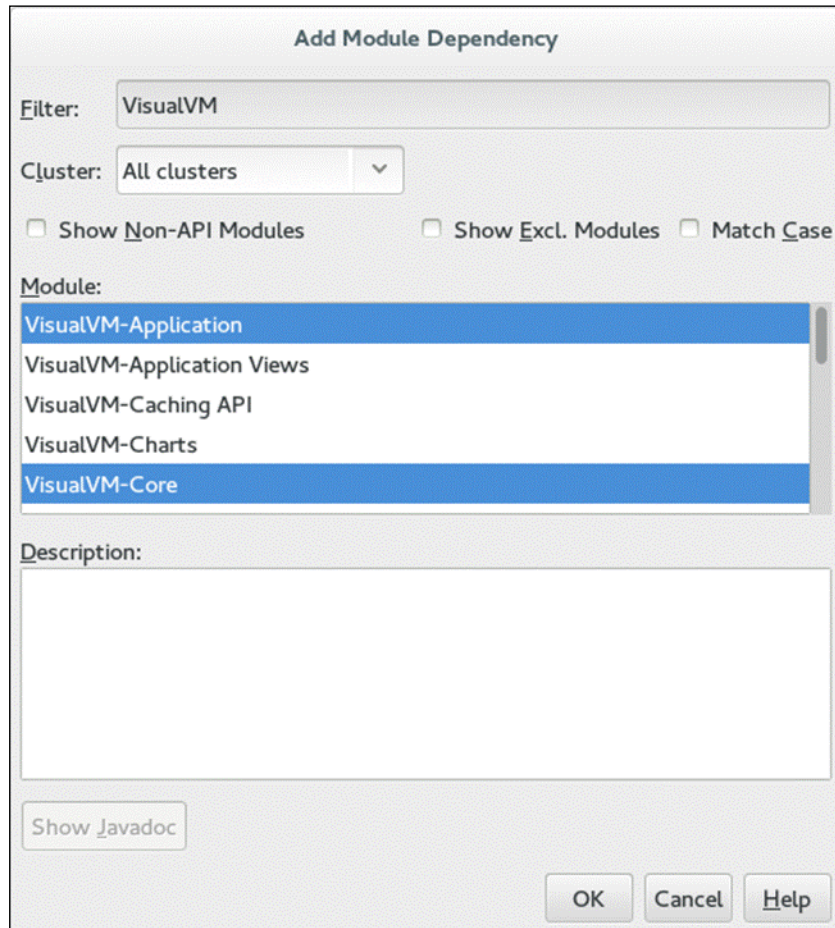 Add Module Dependency
Filter: VisualVM
Cluster: All clusters
Show Non-API Modules Show Excl. Modules Match Case
Module:
VisualVM-Application
VisualVM-Application Views
VisualVM-Caching API
VisualVM-Charts
VisualVM-Core
Description:
Show Javadoc
OK Cancel Help